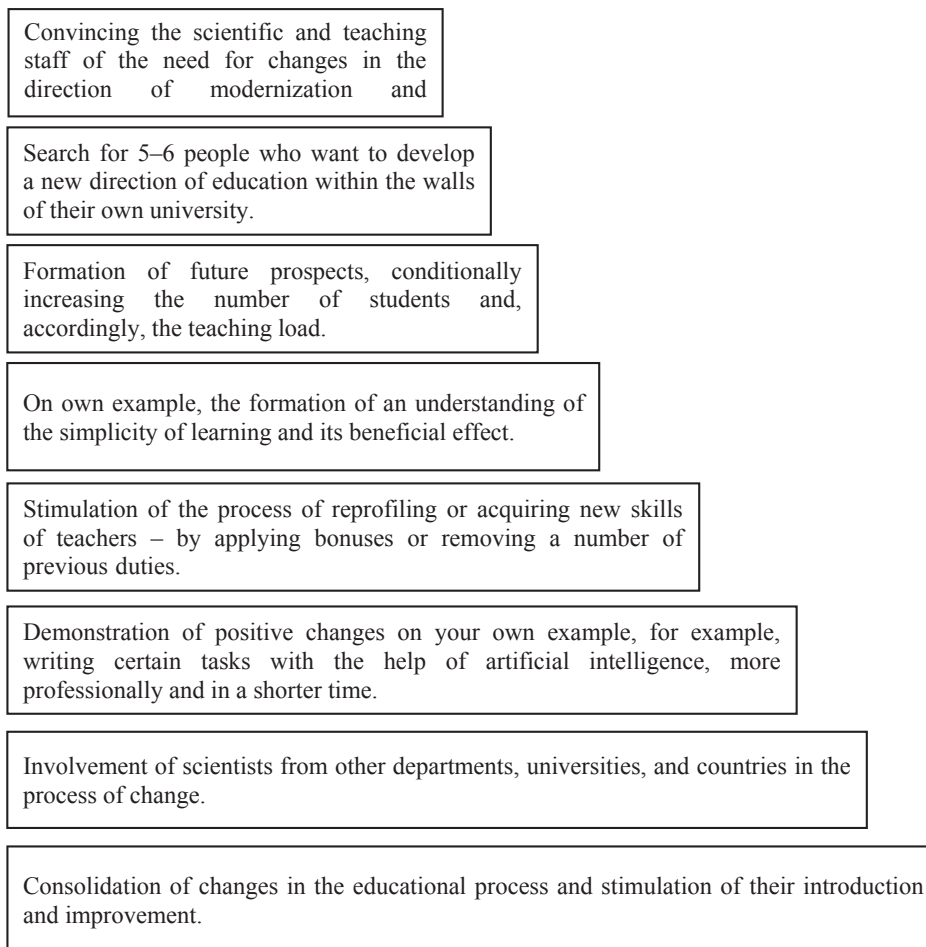 Convincing the scientific and teaching
staff of the need for changes in the
direction of modernization and
Search for 5–6 people who want to develop
a new direction of education within the walls
of their own university.
Formation of future prospects, conditionally
increasing the number of students and,
accordingly, the teaching load.
On own example, the formation of an understanding of
the simplicity of learning and its beneficial effect.
Stimulation of the process of reprofiling or acquiring new skills
of teachers – by applying bonuses or removing a number of
previous duties.
Demonstration of positive changes on your own example, for example,
writing certain tasks with the help of artificial intelligence, more
professionally and in a shorter time.
Involvement of scientists from other departments, universities, and countries in the
process of change.
Consolidation of changes in the educational process and stimulation of their introduction
and improvement.